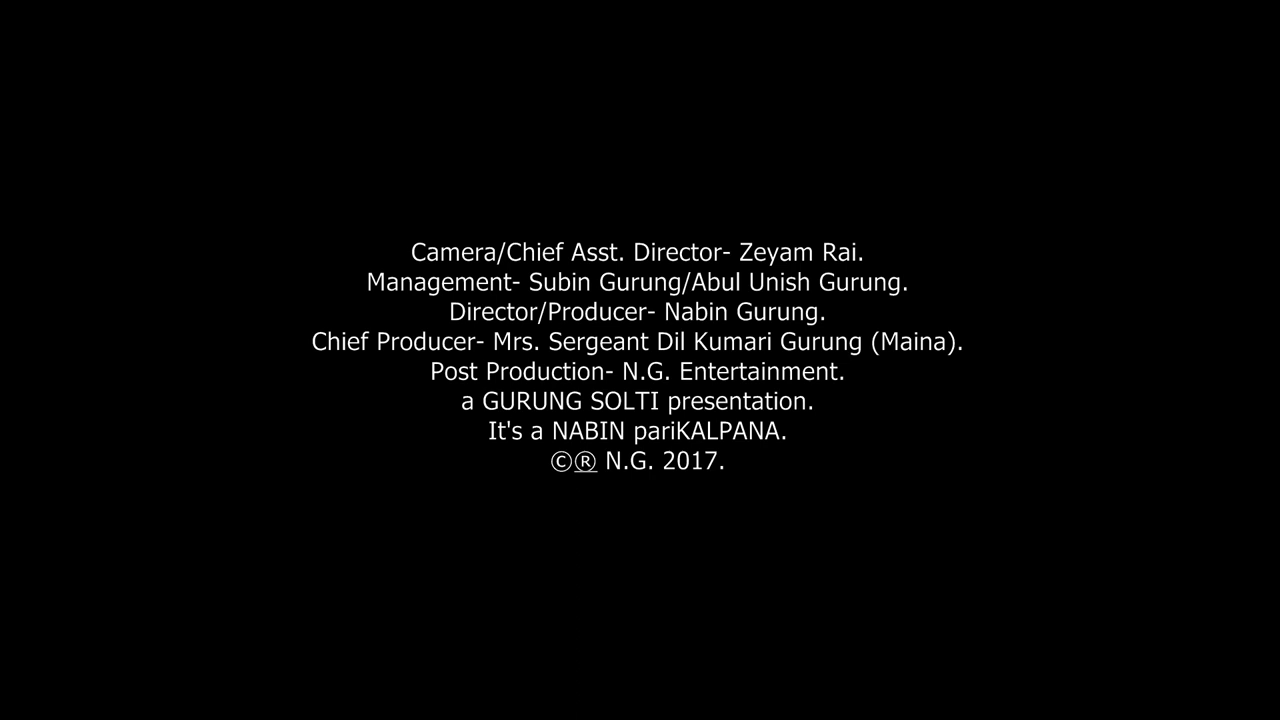 Camera/Chief Asst. Director- Zeyam Rai.
Management- Subin Gurung/Abul Unish Gurung.
Director/Producer- Nabin Gurung.
Chief Producer- Mrs. Sergeant Dil Kumari Gurung (Maina).
Post Production- N.G. Entertainment.
a GURUNG SOLTI presentation.
It's a NABIN pariKALPANA.
©® N.G. 2017.